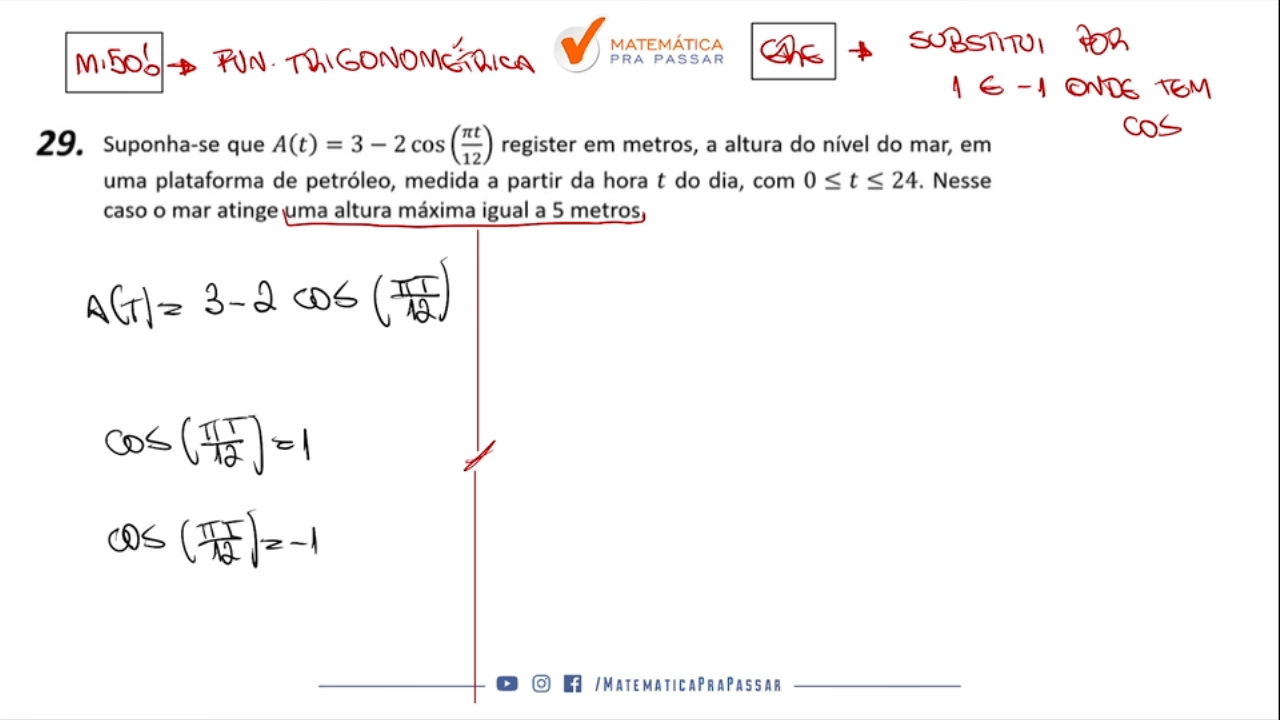 M.50! → FUN. TRIGONOMÉTRICA
MATEMÁTICA
PRA PASSAR
→ SUBSTITUI POR
1 E -1 ONDE TEM
COS
29. Suponha-se que A(t) = 3 − 2 cos (πt/12) register em metros, a altura do nível do mar, em
uma plataforma de petróleo, medida a partir da hora t do dia, com 0 ≤ t ≤ 24. Nesse
caso o mar atinge uma altura máxima igual a 5 metros.
A(T) = 3 - 2 COS (πT/12)
COS (πT/12) = 1
COS (πT/12) = -1
/MATEMATICAPRAPASSAR